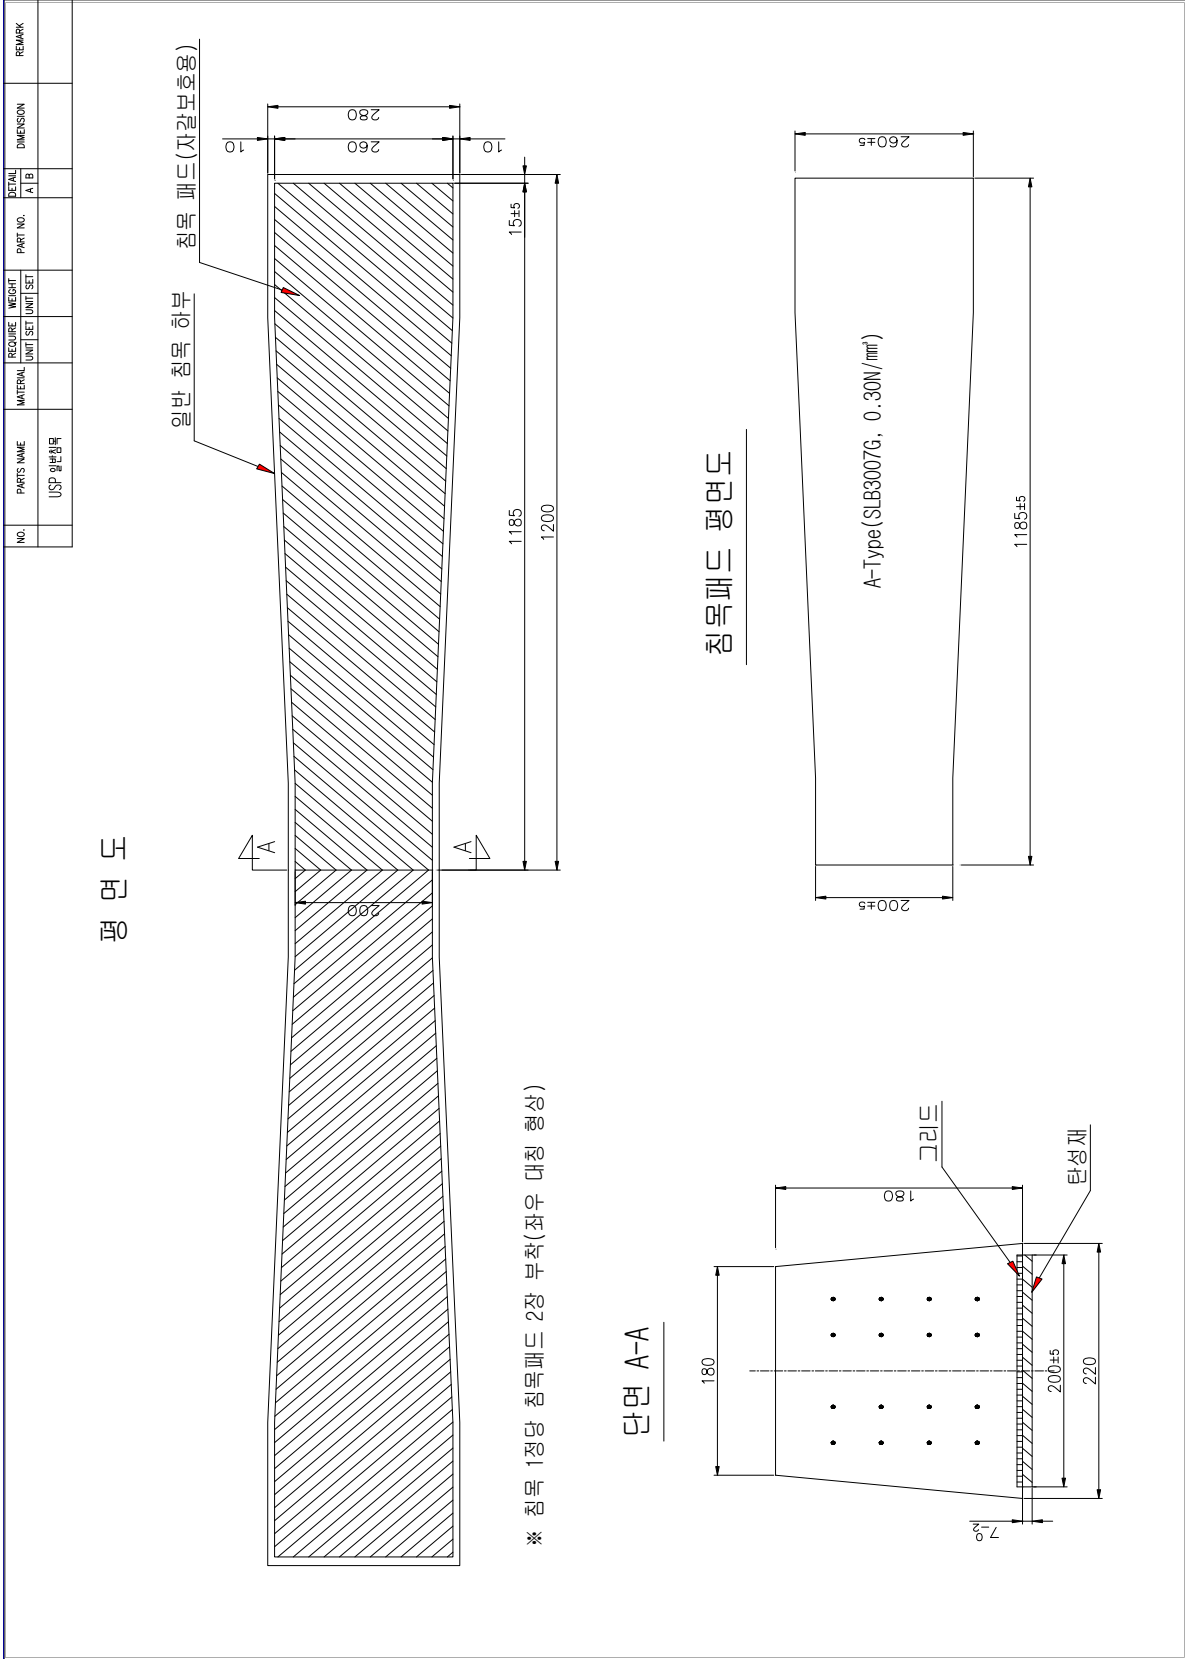 NO.
PARTS NAME
MATERIAL
REQUIRE
UNIT SET
WEIGHT
UNIT SET
PART NO.
DETAIL
A B
DIMENSION
REMARK
USP 일반침목
평 면 도
일반 침목 하부
침목 패드(자갈보호용)
10
260
10
280
200
A
A
15±5
1185
1200
※ 침목 1정당 침목패드 2장 부착(좌우 대칭 형상)
단면 A-A
180
180
그리드
탄성재
200±5
220
7-0/2
침목패드 평면도
A-Type(SLB3007G, 0.30N/㎣)
260±5
200±5
1185±5